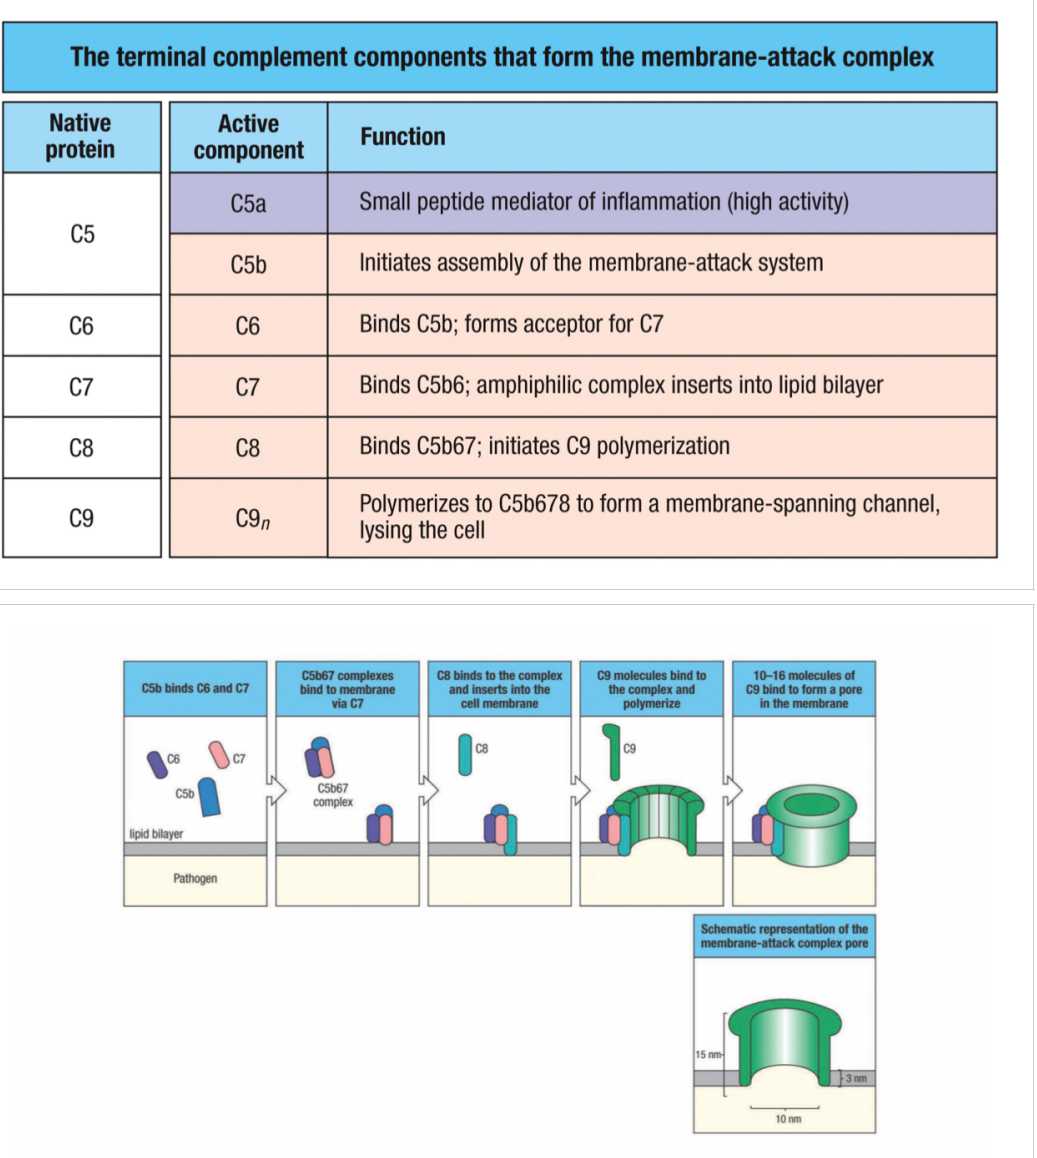 The terminal complement components that form the membrane-attack complex
Native
protein
Active
component
Function
C5
C5a
Small peptide mediator of inflammation (high activity)
C5b
Initiates assembly of the membrane-attack system
C6
C6
Binds C5b; forms acceptor for C7
C7
C7
Binds C5b6; amphiphilic complex inserts into lipid bilayer
C8
C8
Binds C5b67; initiates C9 polymerization
C9
C9n
Polymerizes to C5b678 to form a membrane-spanning channel,
lysing the cell
C5b binds C6 and C7
C6
C7
C5b
lipid bilayer
Pathogen
C5b67 complexes
bind to membrane
via C7
C5b67
complex
C8 binds to the complex
and inserts into the
cell membrane
C8
C9 molecules bind to
the complex and
polymerize
C9
10–16 molecules of
C9 bind to form a pore
in the membrane
Schematic representation of the
membrane-attack complex pore
15 nm
3 nm
10 nm